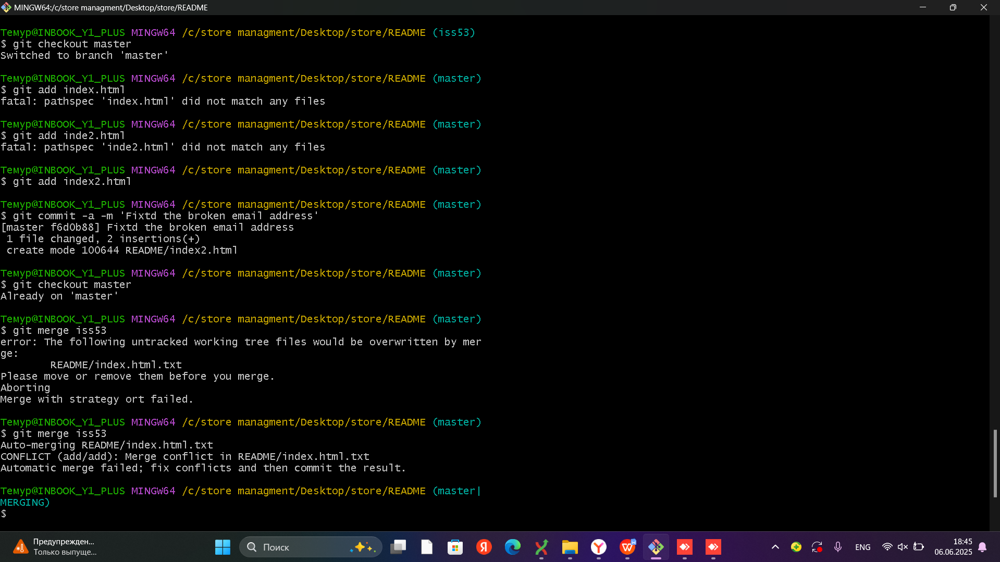 MINGW64:/c/store managment/Desktop/store/README
Темур@INBOOK_Y1_PLUS MINGW64 /c/store managment/Desktop/store/README (iss53)
$ git checkout master
Switched to branch 'master'
Темур@INBOOK_Y1_PLUS MINGW64 /c/store managment/Desktop/store/README (master)
$ git add index.html
fatal: pathspec 'index.html' did not match any files
Темур@INBOOK_Y1_PLUS MINGW64 /c/store managment/Desktop/store/README (master)
$ git add inde2.html
fatal: pathspec 'inde2.html' did not match any files
Темур@INBOOK_Y1_PLUS MINGW64 /c/store managment/Desktop/store/README (master)
$ git add index2.html
Темур@INBOOK_Y1_PLUS MINGW64 /c/store managment/Desktop/store/README (master)
$ git commit -a -m 'Fixtd the broken email address'
[master f6d0b88] Fixtd the broken email address
1 file changed, 2 insertions(+)
create mode 100644 README/index2.html
Темур@INBOOK_Y1_PLUS MINGW64 /c/store managment/Desktop/store/README (master)
$ git checkout master
Already on 'master'
Темур@INBOOK_Y1_PLUS MINGW64 /c/store managment/Desktop/store/README (master)
$ git merge iss53
error: The following untracked working tree files would be overwritten by mer
ge:
README/index.html.txt
Please move or remove them before you merge.
Aborting
Merge with strategy ort failed.
Темур@INBOOK_Y1_PLUS MINGW64 /c/store managment/Desktop/store/README (master)
$ git merge iss53
Auto-merging README/index.html.txt
CONFLICT (add/add): Merge conflict in README/index.html.txt
Automatic merge failed; fix conflicts and then commit the result.
Темур@INBOOK_Y1_PLUS MINGW64 /c/store managment/Desktop/store/README (master|
MERGING)
$
Предупрежден...
Только выпуще...
Поиск
ENG
18:45
06.06.2025